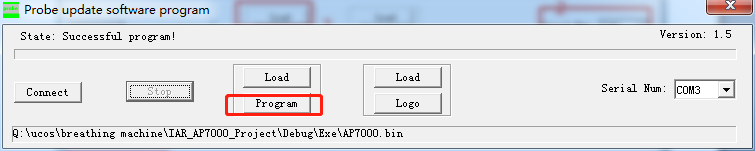 Probe update software program
State: Successful program!
Version: 1.5
Load
Load
Connect
Stop
Serial Num:
COM3
Program
Logo
Q:\ucos\breathing machine\IAR_AP7000_Project\Debug\Exe\AP7000.bin